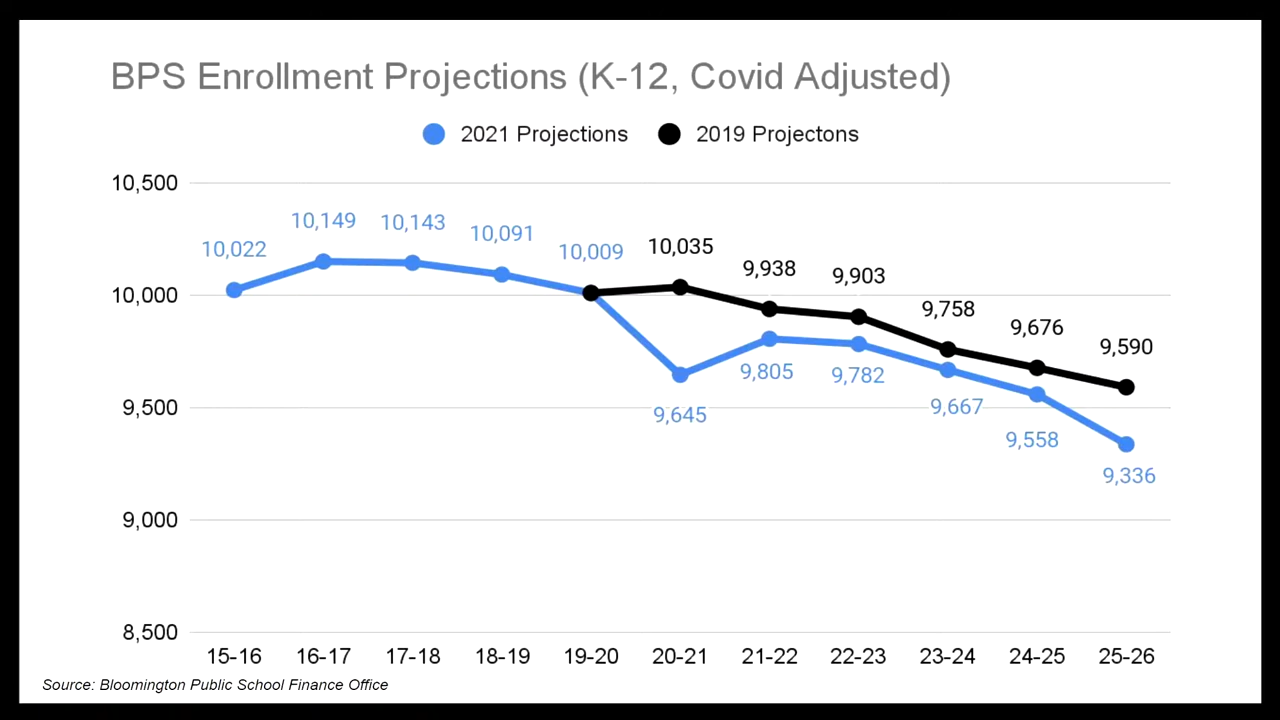 BPS Enrollment Projections (K-12, Covid Adjusted)
2021 Projections 2019 Projectons
10,500
10,000
9,500
9,000
8,500
10,022 10,149 10,143 10,091 10,009 10,035 9,938 9,903 9,758 9,676 9,590
9,645 9,805 9,782 9,667 9,558 9,336
15-16 16-17 17-18 18-19 19-20 20-21 21-22 22-23 23-24 24-25 25-26
Source: Bloomington Public School Finance Office